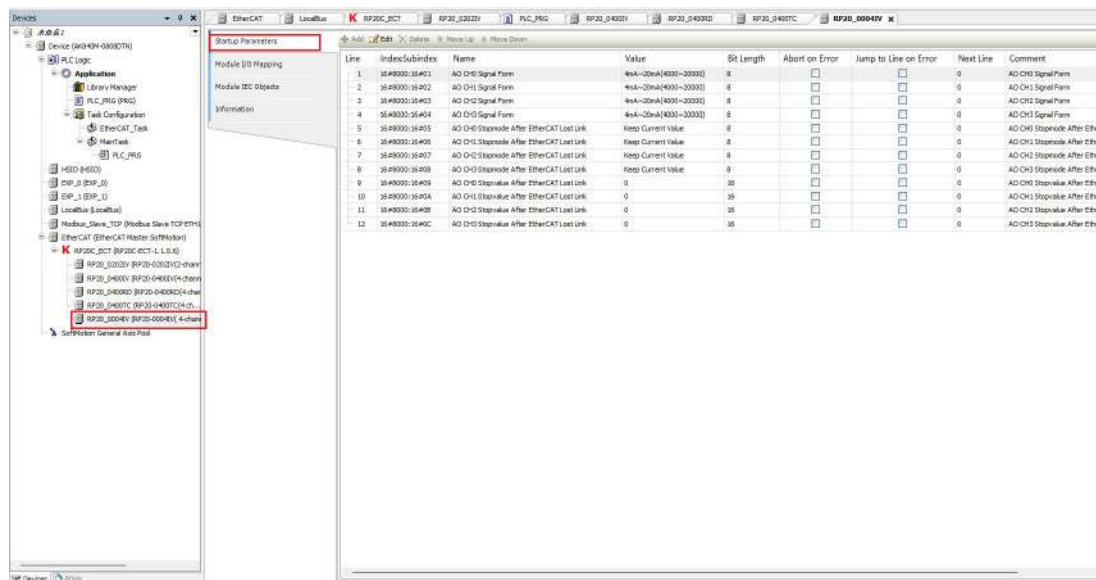 Devices
未命名1
Device (AK840M-0808DTN)
PLC Logic
Application
Library Manager
PLC_PRG (PRG)
Task Configuration
EtherCAT_Task
MainTask
PLC_PRG
HSIO (HSIO)
EXP_0 (EXP_0)
EXP_1 (EXP_1)
LocalBus (LocalBus)
Modbus_Slave_TCP (Modbus Slave TCP ETH1
EtherCAT (EtherCAT Master SoftMotion)
RP20C_ECT (RP20C-ECT-1.1.0.6)
RP20_0202IV (RP20-0202IV(2-chann
RP20_0400IV (RP20-0400IV(4 chann
RP20_0400RD (RP20-0400RD(4 chan
RP20_0400TC (RP20-0400TC(4 ch...
RP20_0004IV (RP20-0004IV( 4-chann
SoftMotion General Axis Pool
Devices
EtherCAT LocalBus RP20C_ECT RP20_0202IV PLC_PRG RP20_0400IV RP20_0400RD RP20_0400TC RP20_0004IV
Startup Parameters
Module I/O Mapping
Module IEC Objects
Information
Add Edit Delete Move Up Move Down
Line Index:Subindex Name Value Bit Length Abort on Error Jump to Line on Error Next Line Comment
1 16#8000:16#01 AO CH0 Signal Form 4mA~20mA(4000~20000) 8 0 AO CH0 Signal Form
2 16#8000:16#02 AO CH1 Signal Form 4mA~20mA(4000~20000) 8 0 AO CH1 Signal Form
3 16#8000:16#03 AO CH2 Signal Form 4mA~20mA(4000~20000) 8 0 AO CH2 Signal Form
4 16#8000:16#04 AO CH3 Signal Form 4mA~20mA(4000~20000) 8 0 AO CH3 Signal Form
5 16#8000:16#05 AO CH0 Stopmode After EtherCAT Lost Link Keep Current Value 8 0 AO CH0 Stopmode After Eth
6 16#8000:16#06 AO CH1 Stopmode After EtherCAT Lost Link Keep Current Value 8 0 AO CH1 Stopmode After Eth
7 16#8000:16#07 AO CH2 Stopmode After EtherCAT Lost Link Keep Current Value 8 0 AO CH2 Stopmode After Eth
8 16#8000:16#08 AO CH3 Stopmode After EtherCAT Lost Link Keep Current Value 8 0 AO CH3 Stopmode After Eth
9 16#8000:16#09 AO CH0 Stopvalue After EtherCAT Lost Link 0 16 0 AO CH0 Stopvalue After Eth
10 16#8000:16#0A AO CH1 Stopvalue After EtherCAT Lost Link 0 16 0 AO CH1 Stopvalue After Eth
11 16#8000:16#0B AO CH2 Stopvalue After EtherCAT Lost Link 0 16 0 AO CH2 Stopvalue After Eth
12 16#8000:16#0C AO CH3 Stopvalue After EtherCAT Lost Link 0 16 0 AO CH3 Stopvalue After Eth